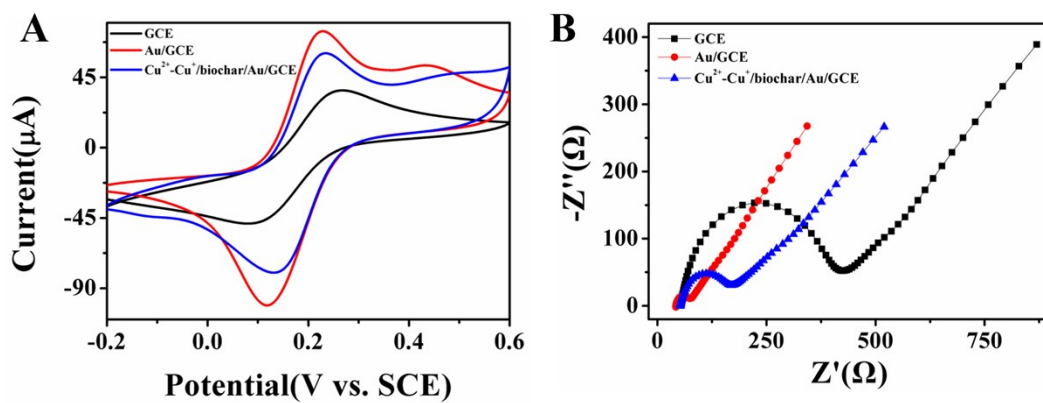 A
GCE
Au/GCE
Cu²⁺-Cu⁺/biochar/Au/GCE
45
0
-45
-90
Current(μA)
-0.2 0.0 0.2 0.4 0.6
Potential(V vs. SCE)
B
GCE
Au/GCE
Cu²⁺-Cu⁺/biochar/Au/GCE
400
300
200
100
0
-Z''(Ω)
0 250 500 750
Z'(Ω)